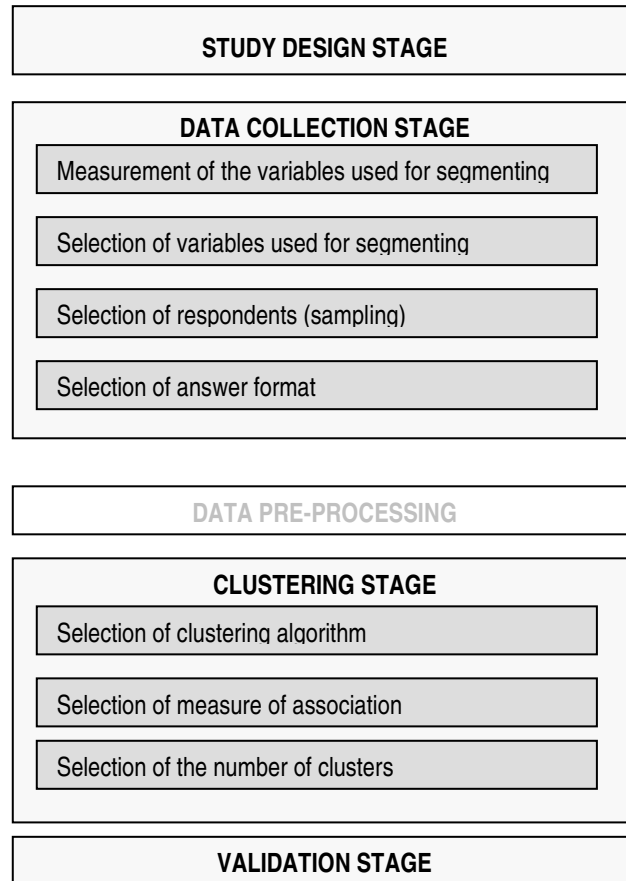 STUDY DESIGN STAGE
DATA COLLECTION STAGE
Measurement of the variables used for segmenting
Selection of variables used for segmenting
Selection of respondents (sampling)
Selection of answer format
DATA PRE-PROCESSING
CLUSTERING STAGE
Selection of clustering algorithm
Selection of measure of association
Selection of the number of clusters
VALIDATION STAGE